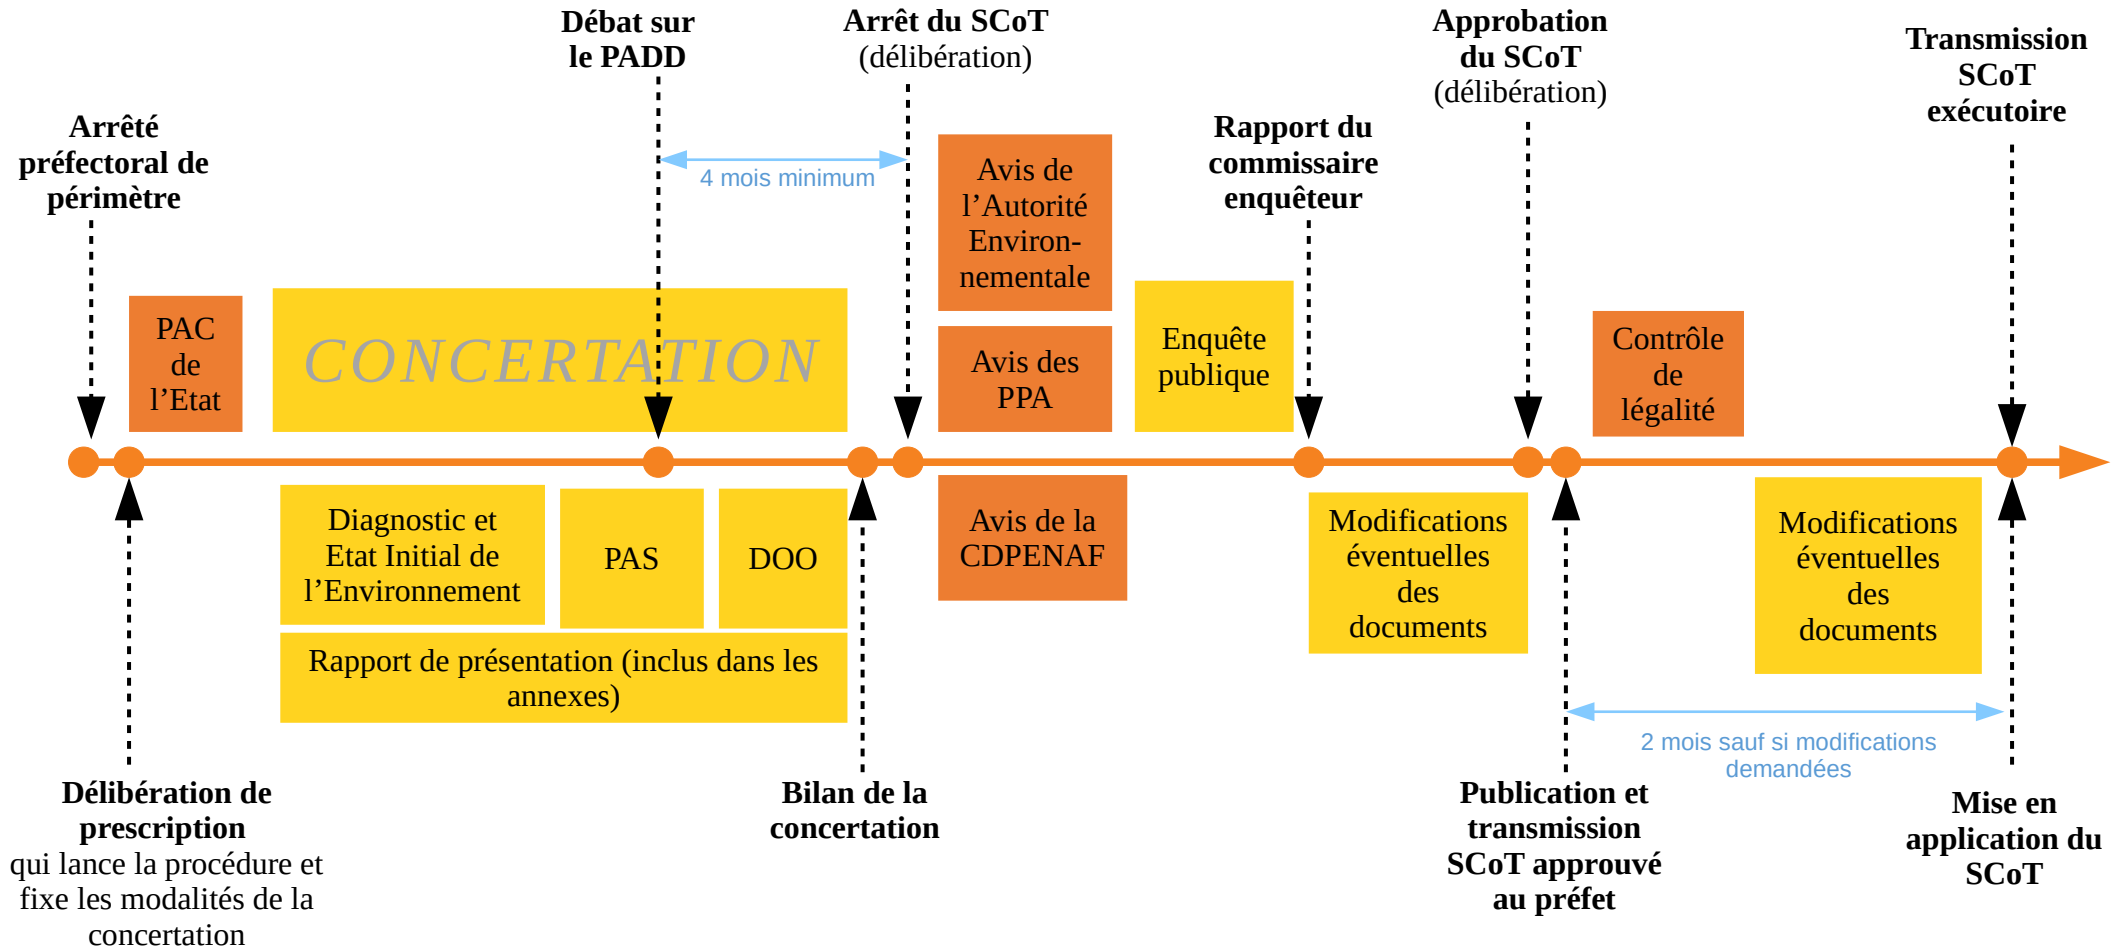 Débat sur
le PADD
Arrêt du SCoT
(délibération)
Approbation
du SCoT
(délibération)
Transmission
SCoT
exécutoire
Arrêté
préfectoral de
périmètre
4 mois minimum
Rapport du
commissaire
enquêteur
Avis de
l’Autorité
Environ-
nementale
PAC
de
l’Etat
CONCERTATION
Avis des
PPA
Enquête
publique
Contrôle
de
légalité
Diagnostic et
Etat Initial de
l’Environnement
PAS
DOO
Rapport de présentation (inclus dans les
annexes)
Avis de la
CDPENAF
Modifications
éventuelles
des
documents
Modifications
éventuelles
des
documents
2 mois sauf si modifications
demandées
Délibération de
prescription
qui lance la procédure et
fixe les modalités de la
concertation
Bilan de la
concertation
Publication et
transmission
SCoT approuvé
au préfet
Mise en
application du
SCoT